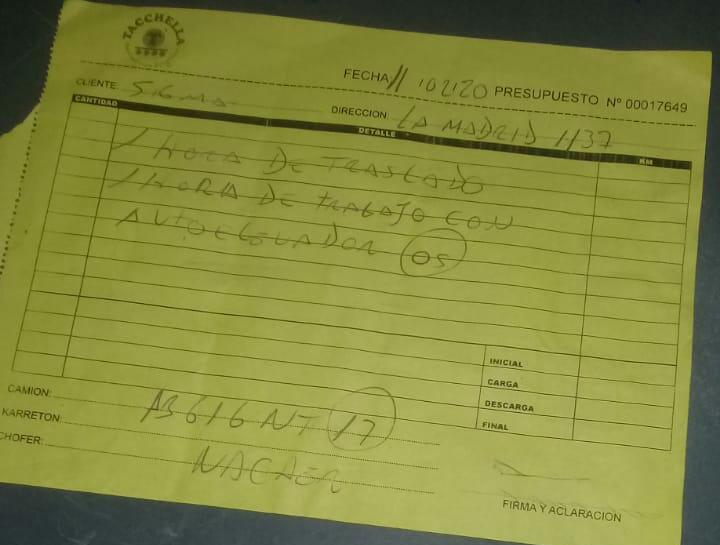 TACCHELLA
FECHA 11/02/20 PRESUPUESTO Nº 00017649
CLIENTE: SIGMA DIRECCION: LA MADRID 1137
CANTIDAD DETALLE KM
1 HORA DE TRASLADO
1 HORA DE TRABAJO CON
AUTOELEVADOR 05
INICIAL
CARGA
DESCARGA
FINAL
CAMION: AB616NT 17
KARRETON:
CHOFER:
FIRMA Y ACLARACION